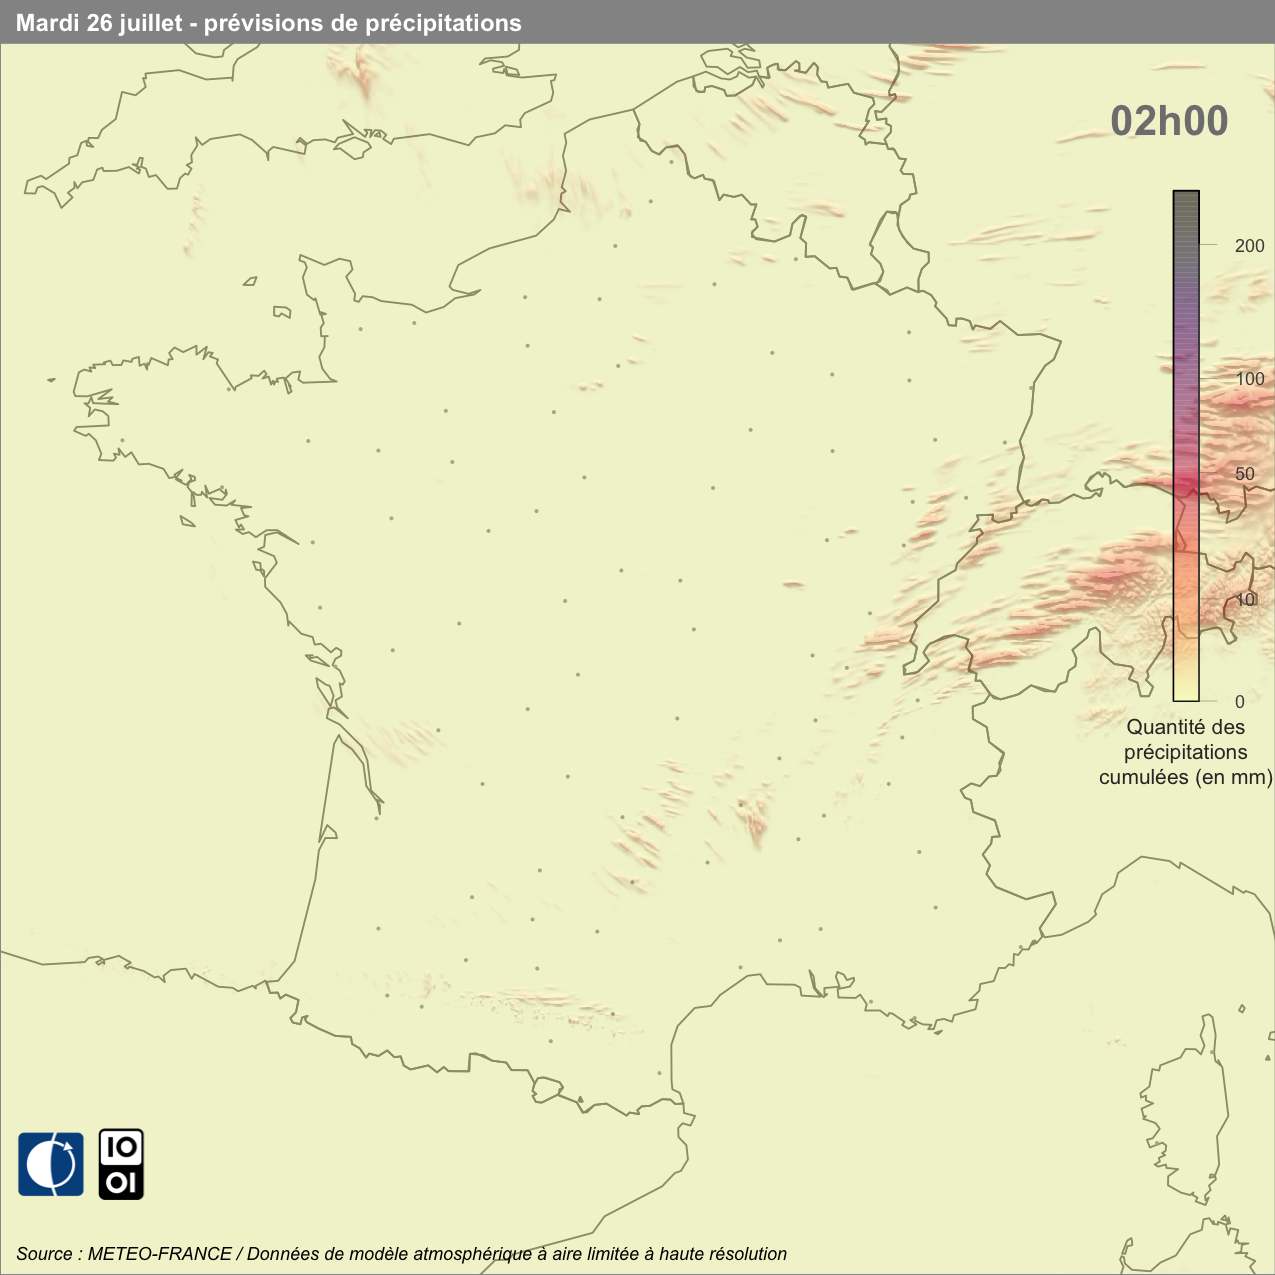 Mardi 26 juillet - prévisions de précipitations
02h00
200
100
50
10
0
Quantité des
précipitations
cumulées (en mm)
IO
OI
Source : METEO-FRANCE / Données de modèle atmosphérique à aire limitée à haute résolution